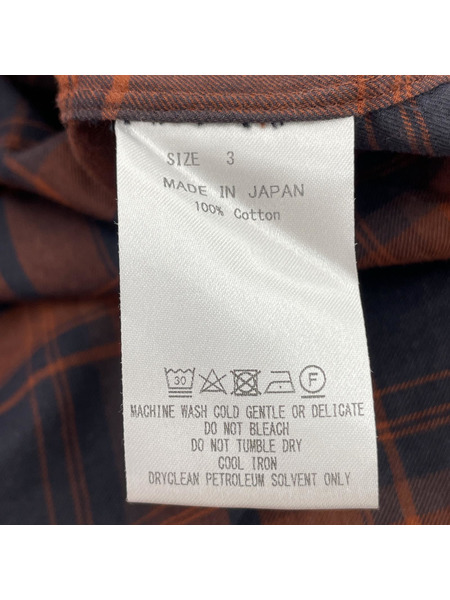 SIZE 3
MADE IN JAPAN
100% Cotton
30 F
MACHINE WASH COLD GENTLE OR DELICATE
DO NOT BLEACH
DO NOT TUMBLE DRY
COOL IRON
DRYCLEAN PETROLEUM SOLVENT ONLY